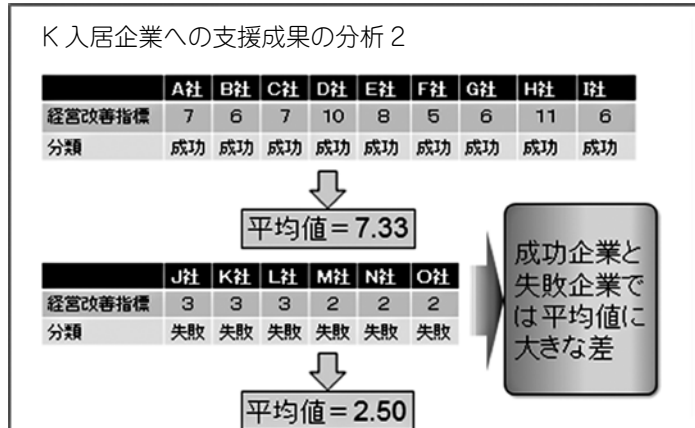 K 入居企業への支援成果の分析２
A社 B社 C社 D社 E社 F社 G社 H社 I社
経営改善指標 7 6 7 10 8 5 6 11 6
分類 成功 成功 成功 成功 成功 成功 成功 成功 成功
平均値＝7.33
J社 K社 L社 M社 N社 O社
経営改善指標 3 3 3 2 2 2
分類 失敗 失敗 失敗 失敗 失敗 失敗
平均値＝2.50
成功企業と
失敗企業で
は平均値に
大きな差